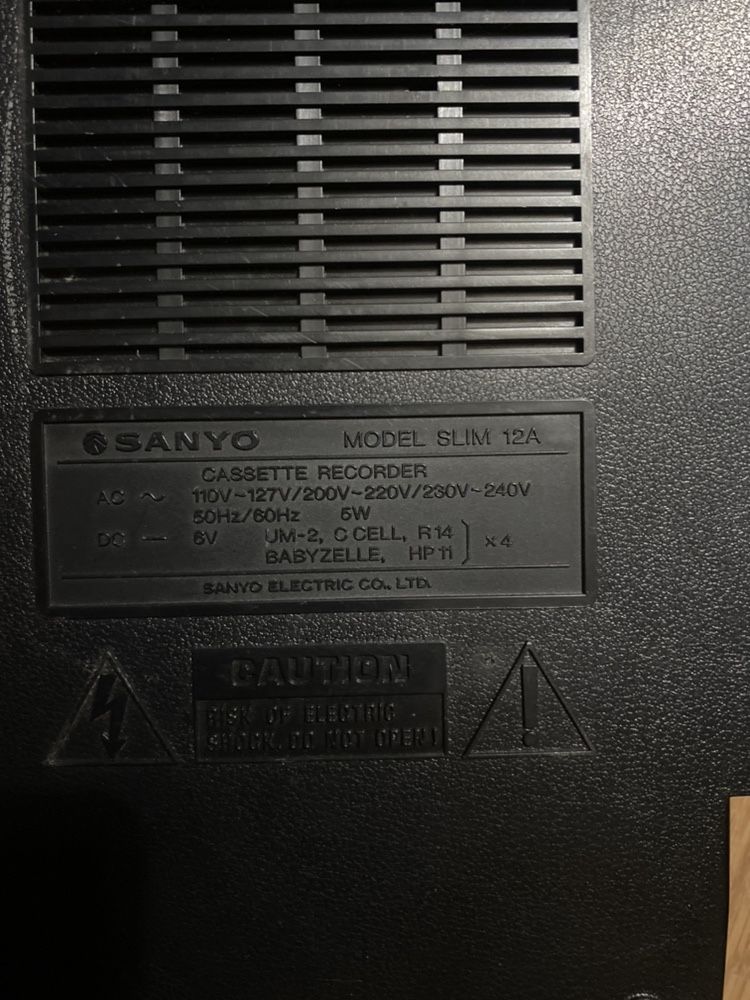 SANYO MODEL SLIM 12A
CASSETTE RECORDER
AC ~ 110V~127V/200V~220V/230V~240V
50Hz/60Hz 5W
DC — 6V UM-2, C CELL, R14
BABYZELLE, HP11 } x4
SANYO ELECTRIC CO., LTD.
CAUTION
RISK OF ELECTRIC
SHOCK. DO NOT OPEN!